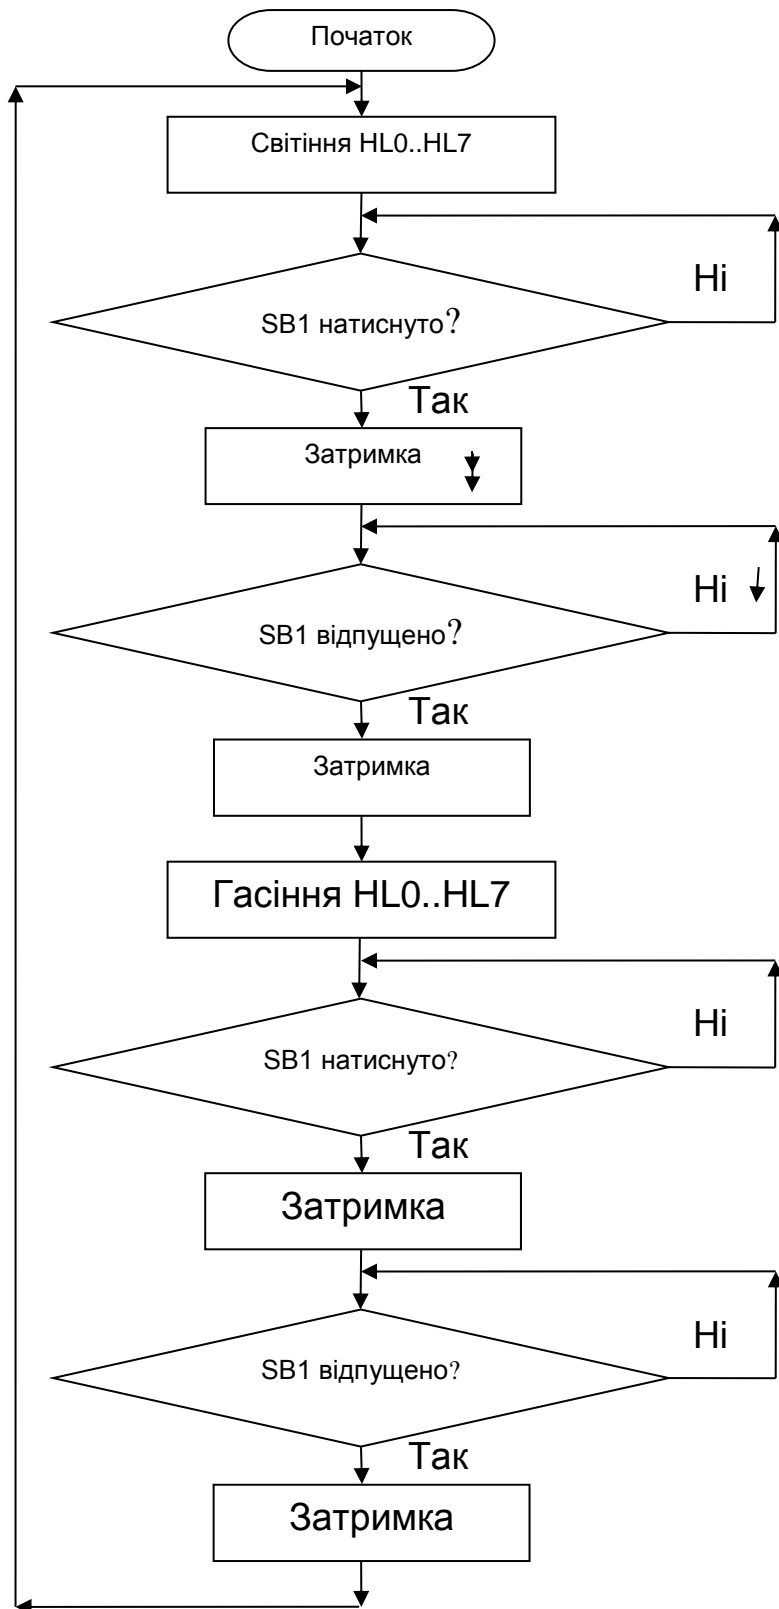 Початок
Світіння HL0..HL7
Ні
SB1 натиснуто?
Так
Затримка
Ні
SB1 відпущено?
Так
Затримка
Гасіння HL0..HL7
Ні
SB1 натиснуто?
Так
Затримка
Ні
SB1 відпущено?
Так
Затримка